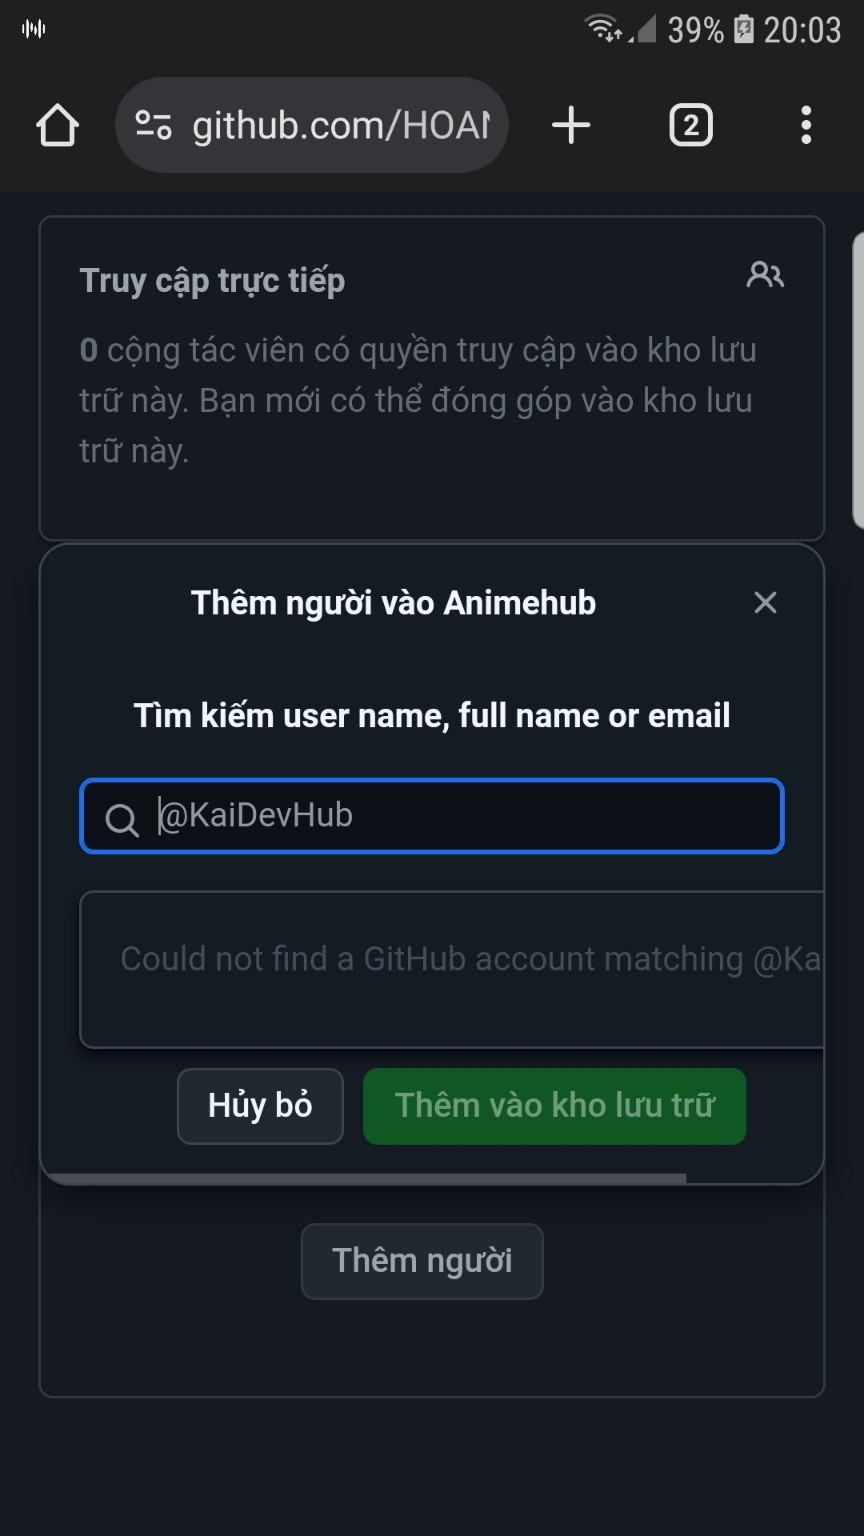 39% 20:03
github.com/HOAN
2
Truy cập trực tiếp
0 cộng tác viên có quyền truy cập vào kho lưu
trữ này. Bạn mới có thể đóng góp vào kho lưu
trữ này.
Thêm người vào Animehub
Tìm kiếm user name, full name or email
@KaiDevHub
Could not find a GitHub account matching @Ka
Hủy bỏ
Thêm vào kho lưu trữ
Thêm người